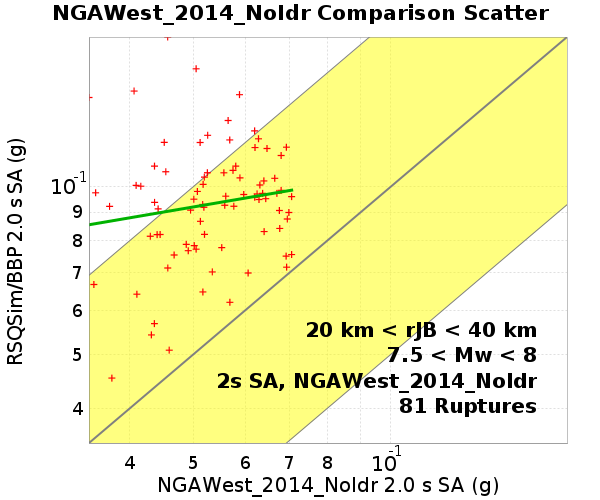 NGAWest_2014_NoIdr Comparison Scatter
RSQSim/BBP 2.0 s SA (g)
10⁻¹
9
8
7
6
5
4
20 km < rJB < 40 km
7.5 < Mw < 8
2s SA, NGAWest_2014_NoIdr
81 Ruptures
4 5 6 7 8 10⁻¹
NGAWest_2014_NoIdr 2.0 s SA (g)